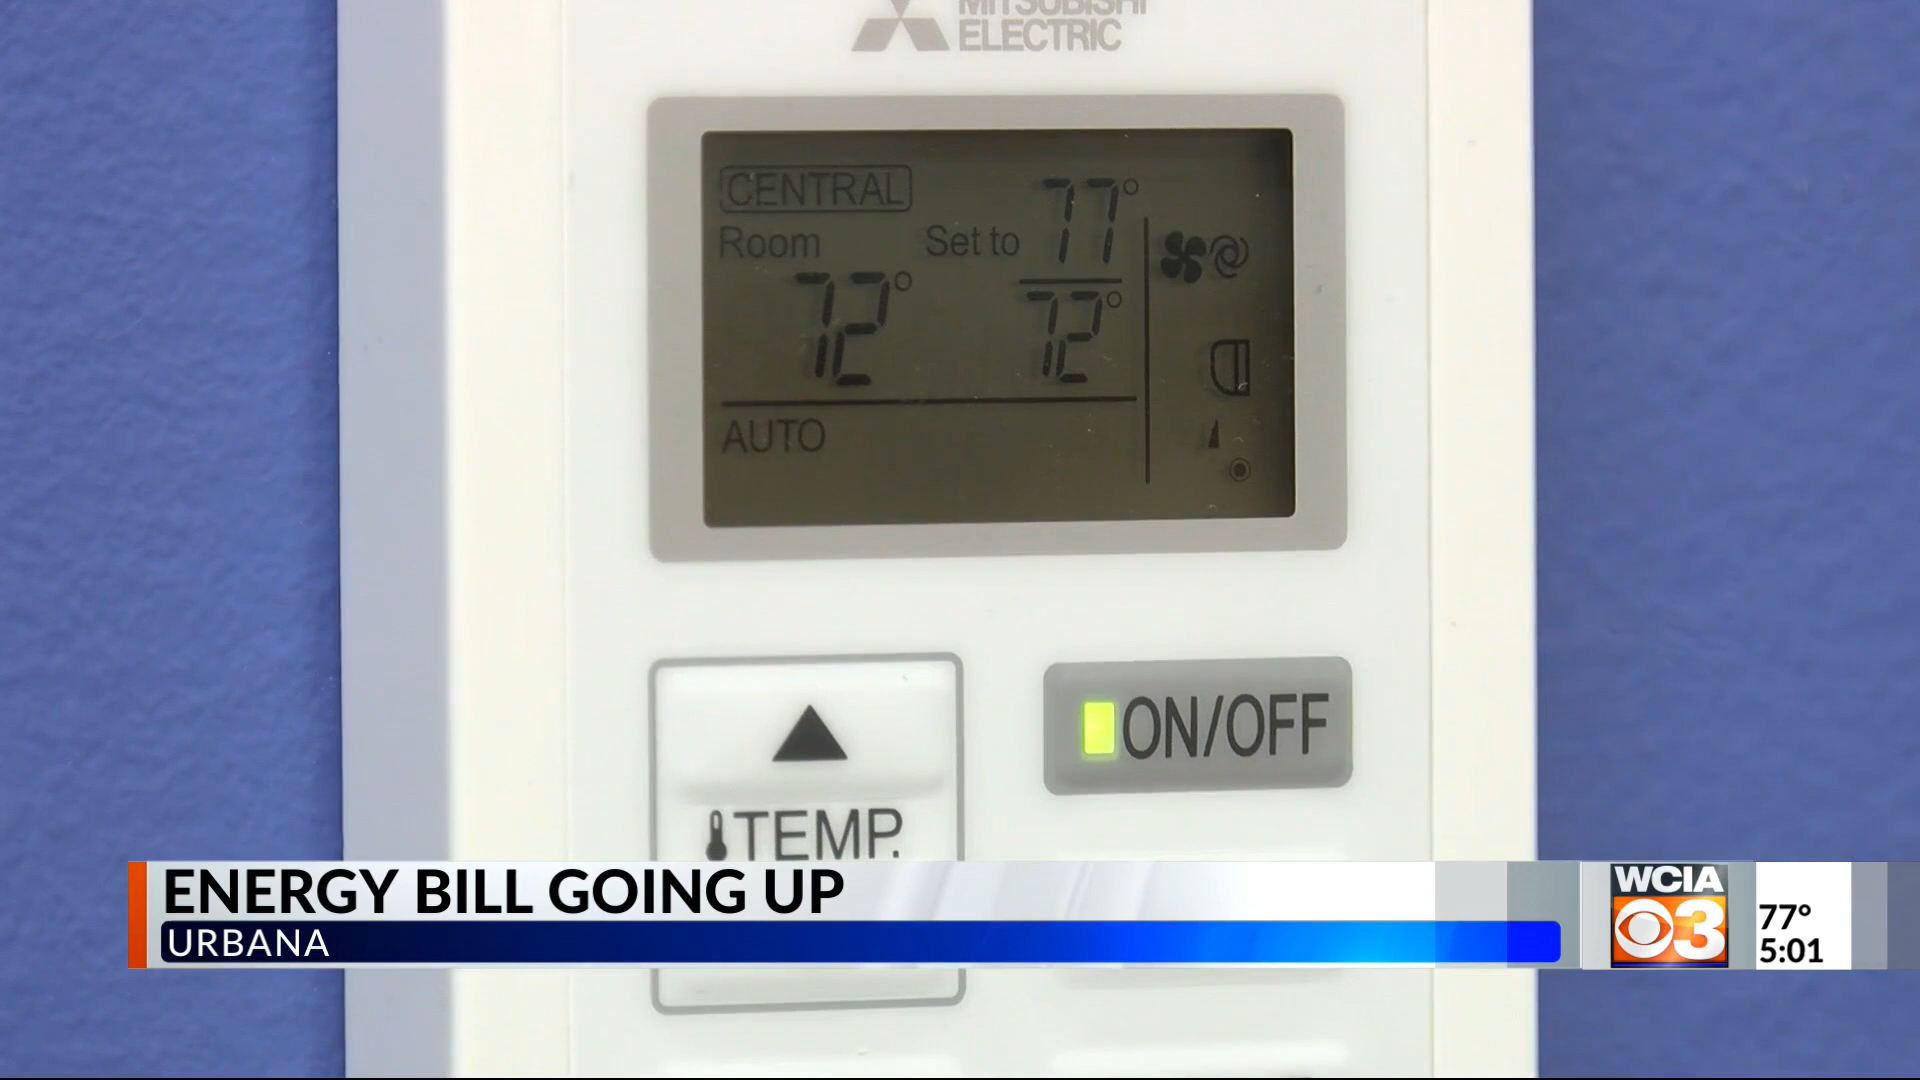 MITSUBISHI
ELECTRIC
CENTRAL
Room 72°
Set to 77°
72°
AUTO
ON/OFF
TEMP.
ENERGY BILL GOING UP
URBANA
WCIA
3
77°
5:01